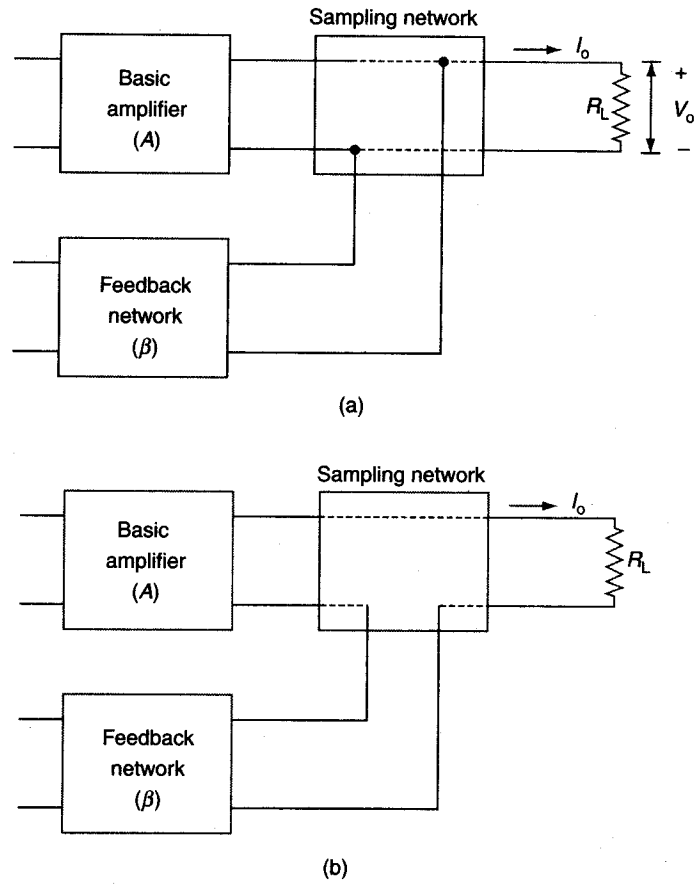 Sampling network
Basic
amplifier
(A)
I_o
R_L
+
V_o
−
Feedback
network
(β)
(a)
Sampling network
Basic
amplifier
(A)
I_o
R_L
Feedback
network
(β)
(b)